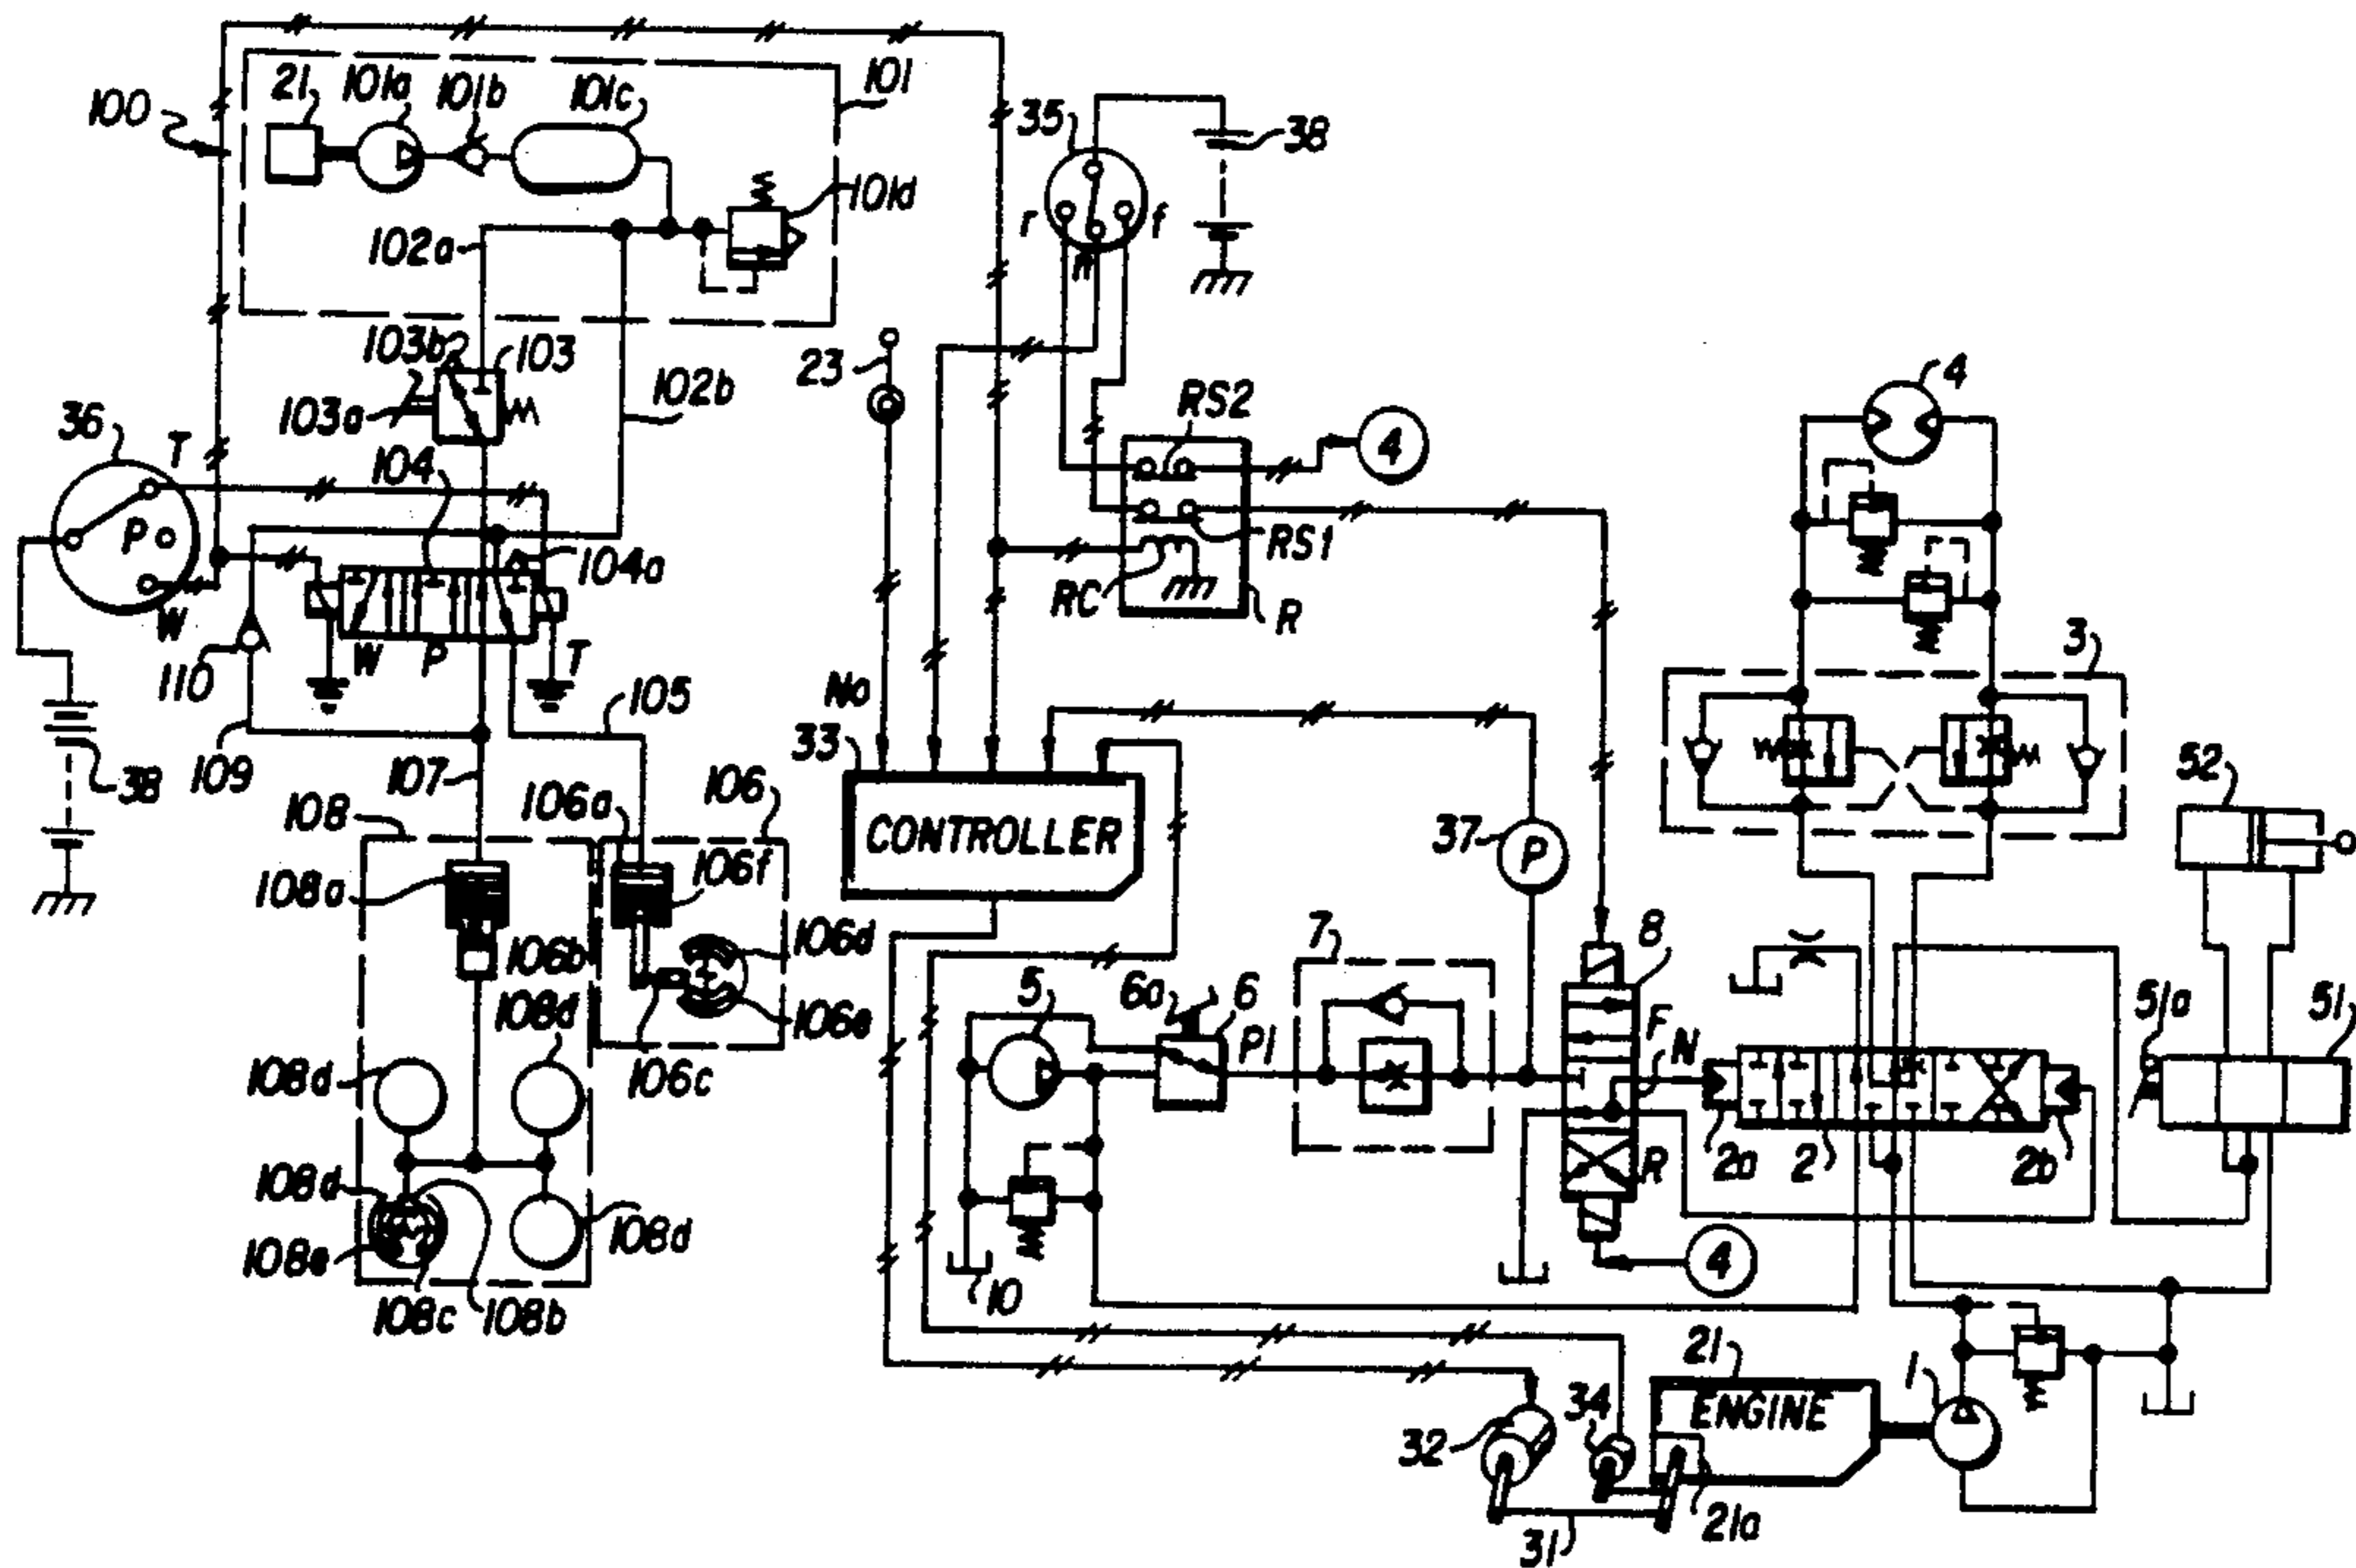 100
21
101a
101b
101c
101
101d
102a
35
38
r
n
f
103b
103
103a
102b
23
36
T
P
W
104
104a
W
P
T
110
109
38
105
107
RS2
4
RS1
RC
R
No
33
CONTROLLER
37
P
4
3
52
108
108a
106a
106
106f
106b
106d
106e
106c
108d
108d
108d
108d
108e
108c
108b
5
6a
6
P1
7
8
F
N
R
4
10
2a
2
2b
51a
51
32
34
21
ENGINE
1
21a
31